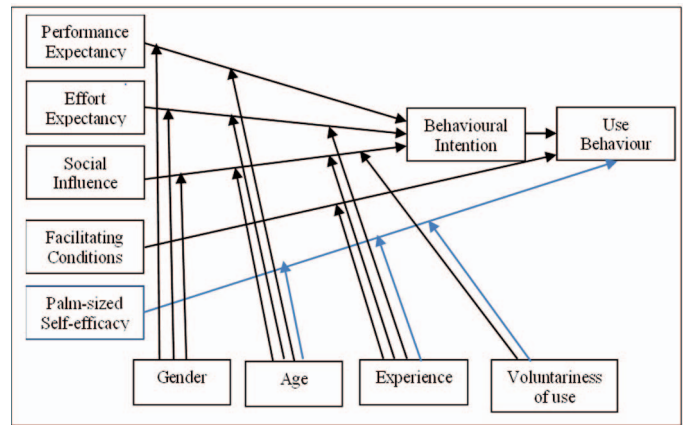 Performance
Expectancy
Effort
Expectancy
Social
Influence
Facilitating
Conditions
Palm-sized
Self-efficacy
Behavioural
Intention
Use
Behaviour
Gender
Age
Experience
Voluntariness
of use